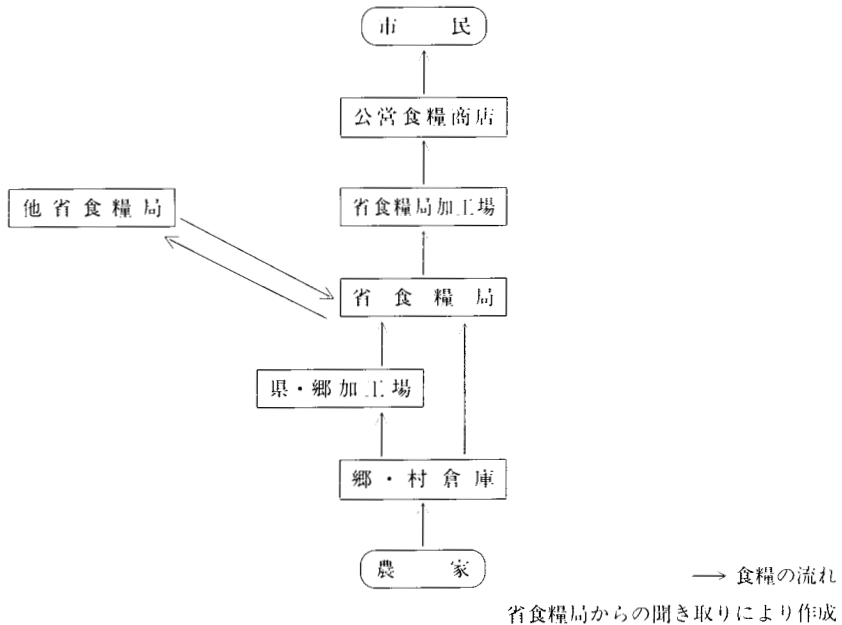 市民
公営食糧商店
省食糧局加工場
他省食糧局
省食糧局
県・郷加工場
郷・村倉庫
農家
→ 食糧の流れ
省食糧局からの聞き取りにより作成